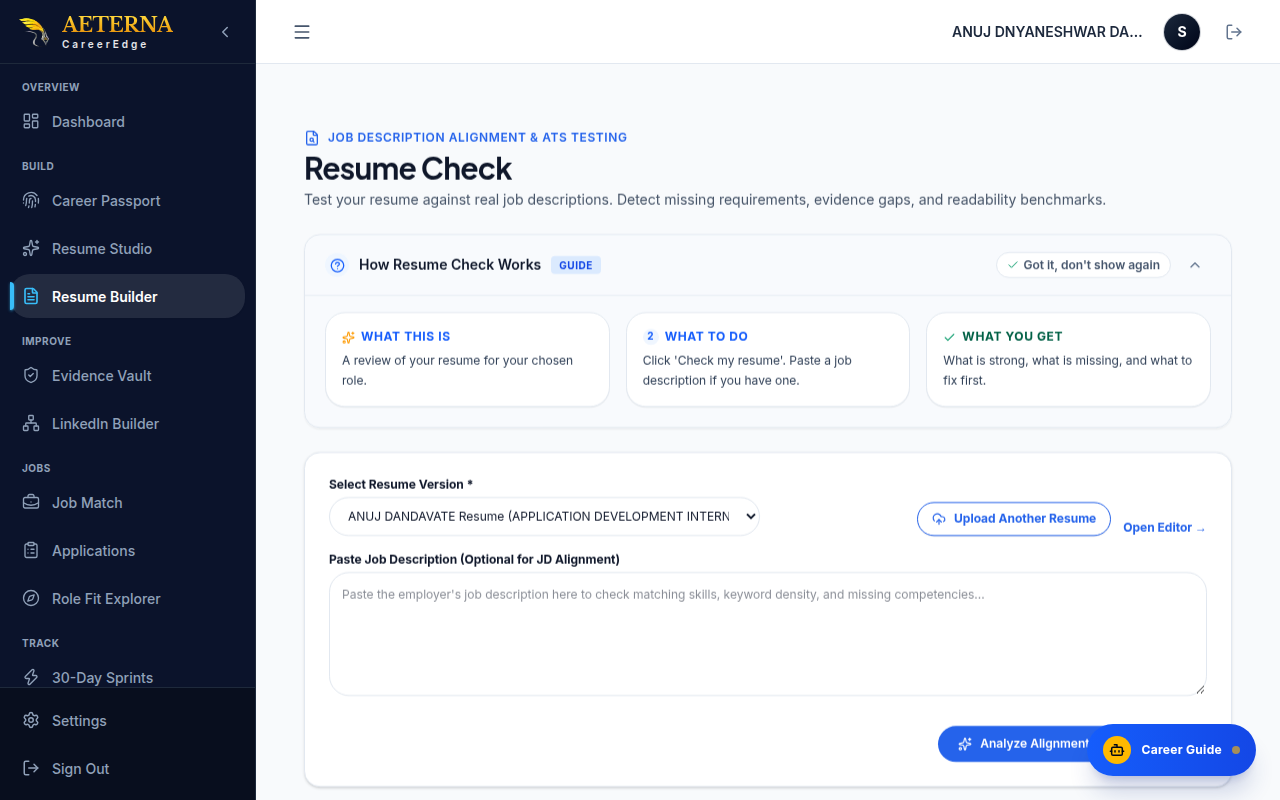 AETERNA
CareerEdge
OVERVIEW
Dashboard
BUILD
Career Passport
Resume Studio
Resume Builder
IMPROVE
Evidence Vault
LinkedIn Builder
JOBS
Job Match
Applications
Role Fit Explorer
TRACK
30-Day Sprints
Settings
Sign Out
ANUJ DNYANESHWAR DA...
S
JOB DESCRIPTION ALIGNMENT & ATS TESTING
Resume Check
Test your resume against real job descriptions. Detect missing requirements, evidence gaps, and readability benchmarks.
How Resume Check Works GUIDE
Got it, don't show again
WHAT THIS IS
A review of your resume for your chosen
role.
2 WHAT TO DO
Click 'Check my resume'. Paste a job
description if you have one.
WHAT YOU GET
What is strong, what is missing, and what to
fix first.
Select Resume Version *
ANUJ DANDAVATE Resume (APPLICATION DEVELOPMENT INTERN
Upload Another Resume
Open Editor →
Paste Job Description (Optional for JD Alignment)
Paste the employer's job description here to check matching skills, keyword density, and missing competencies...
Analyze Alignment
Career Guide